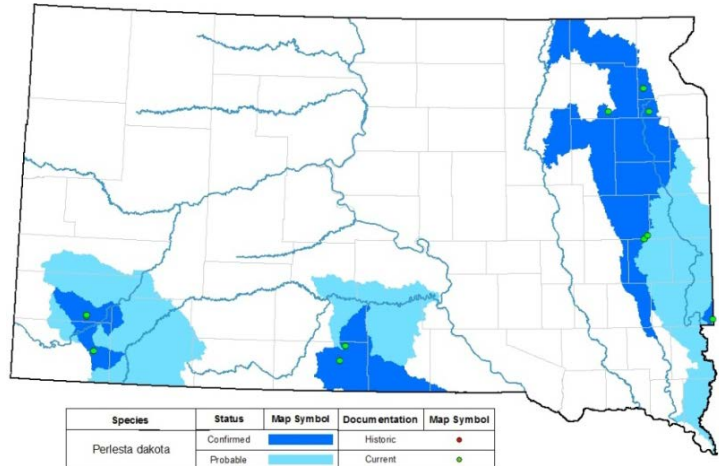 Species Status Map Symbol Documentation Map Symbol
Perlesta dakota Confirmed Historic
Probable Current